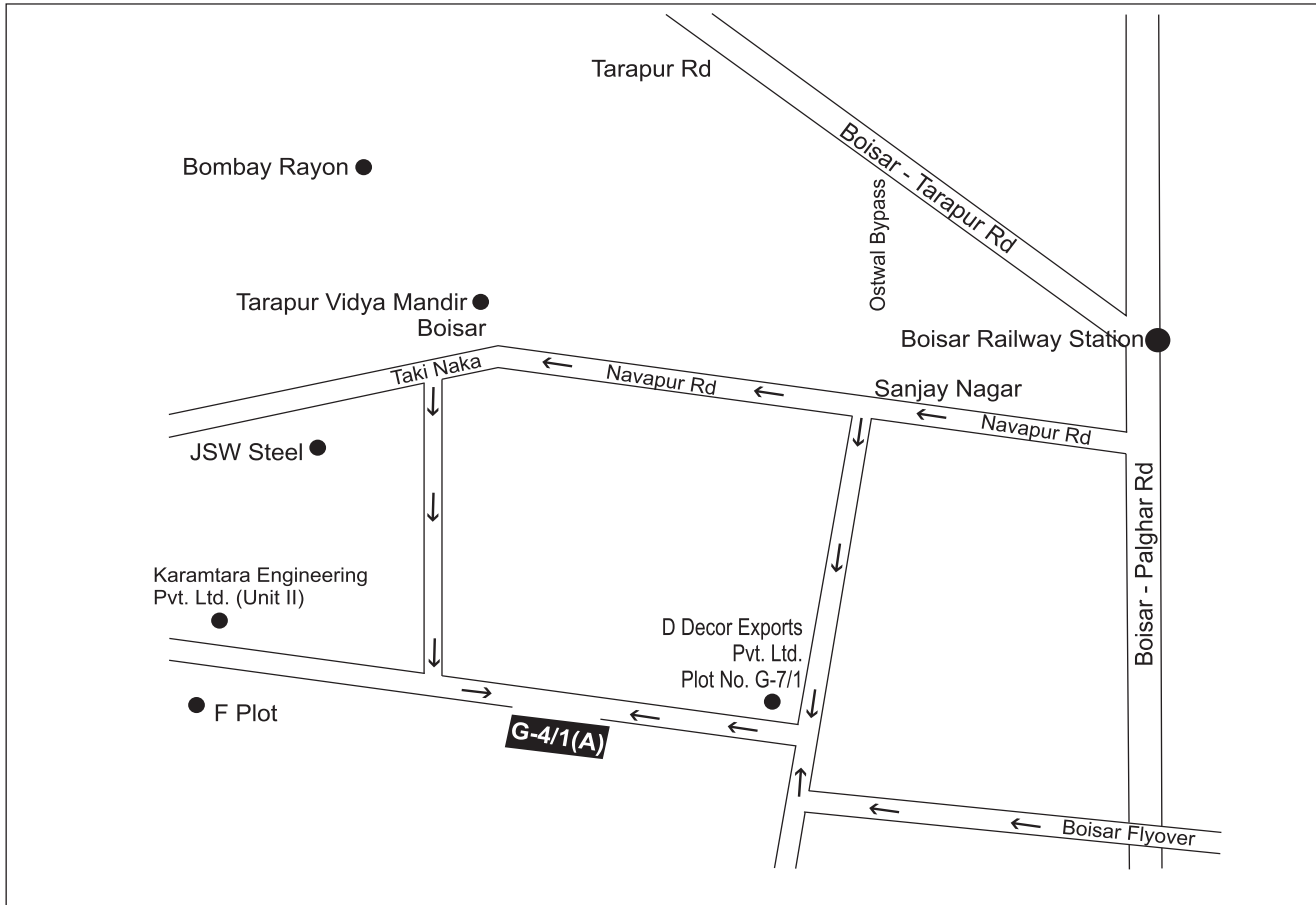 Tarapur Rd
Boisar - Tarapur Rd
Bombay Rayon
Ostwal Bypass
Tarapur Vidya Mandir
Boisar
Boisar Railway Station
Taki Naka
Navapur Rd
Sanjay Nagar
Navapur Rd
JSW Steel
Boisar - Palghar Rd
Karamtara Engineering
Pvt. Ltd. (Unit II)
D Decor Exports
Pvt. Ltd.
Plot No. G-7/1
F Plot
G-4/1(A)
Boisar Flyover